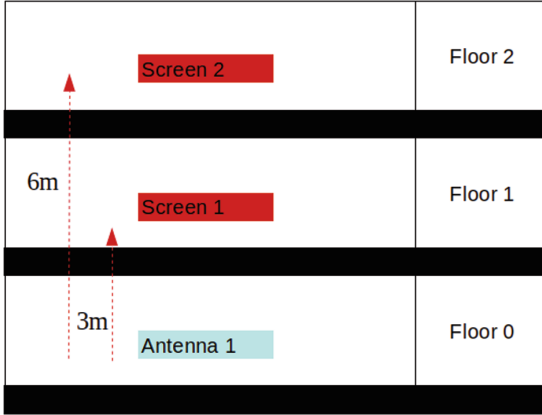 Screen 2
Floor 2
6m
Screen 1
Floor 1
3m
Antenna 1
Floor 0